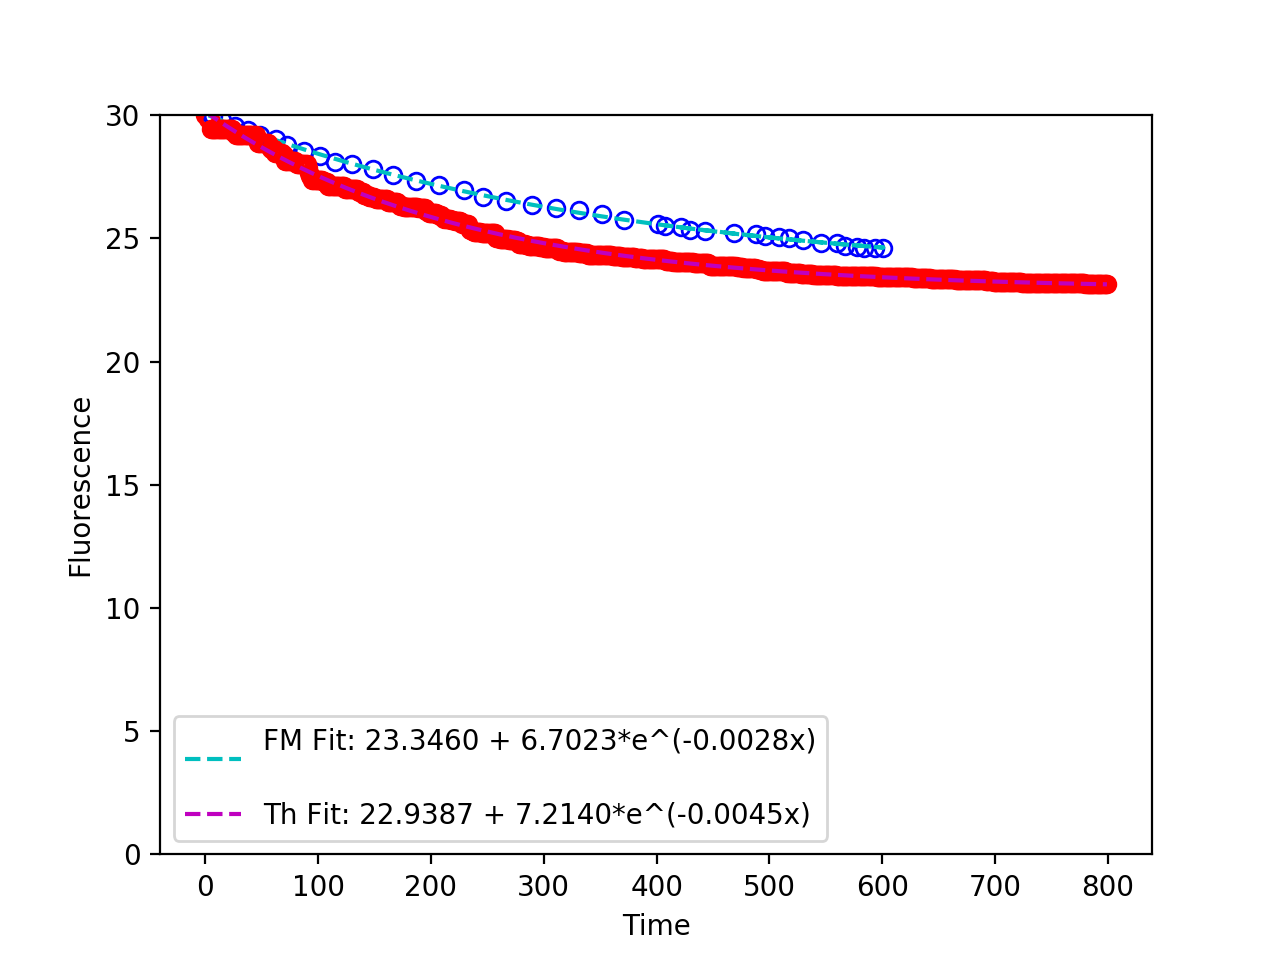 30
25
20
15
10
5
0
Fluorescence
FM Fit: 23.3460 + 6.7023*e^(-0.0028x)
Th Fit: 22.9387 + 7.2140*e^(-0.0045x)
0 100 200 300 400 500 600 700 800
Time